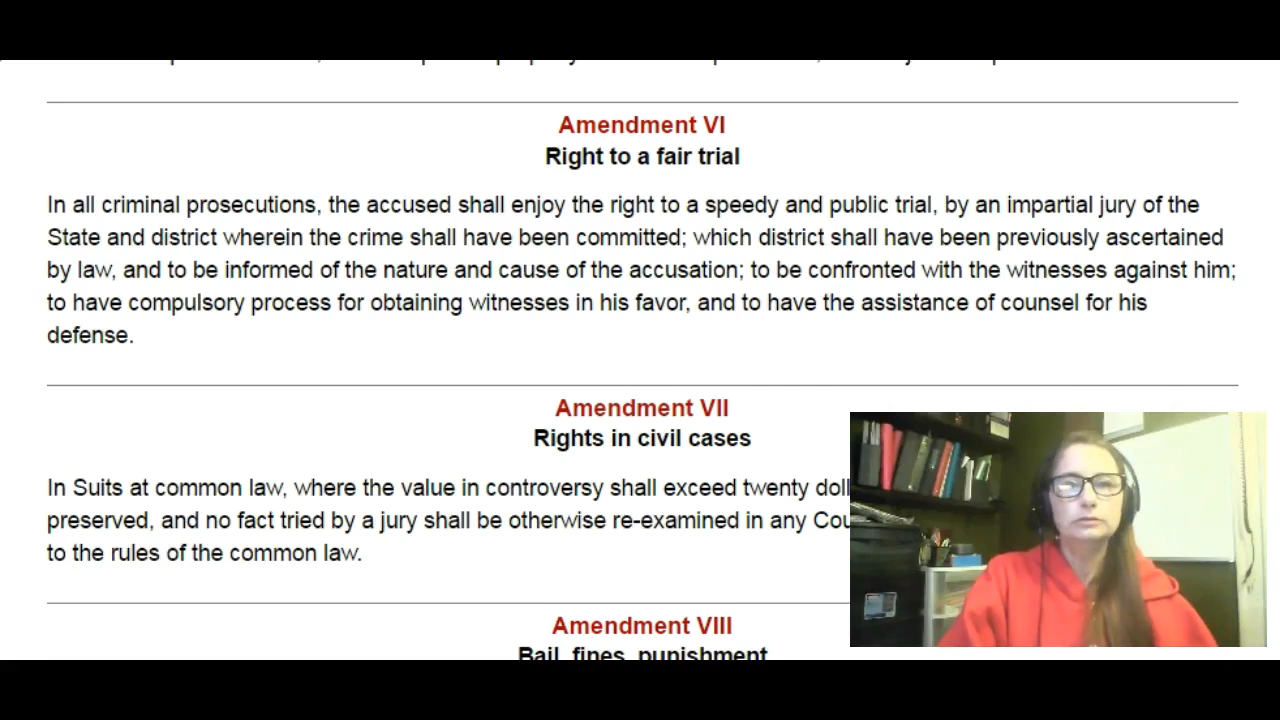 Amendment VI
Right to a fair trial
In all criminal prosecutions, the accused shall enjoy the right to a speedy and public trial, by an impartial jury of the
State and district wherein the crime shall have been committed; which district shall have been previously ascertained
by law, and to be informed of the nature and cause of the accusation; to be confronted with the witnesses against him;
to have compulsory process for obtaining witnesses in his favor, and to have the assistance of counsel for his
defense.
Amendment VII
Rights in civil cases
In Suits at common law, where the value in controversy shall exceed twenty doll
preserved, and no fact tried by a jury shall be otherwise re-examined in any Cou
to the rules of the common law.
Amendment VIII
Bail, fines, punishment